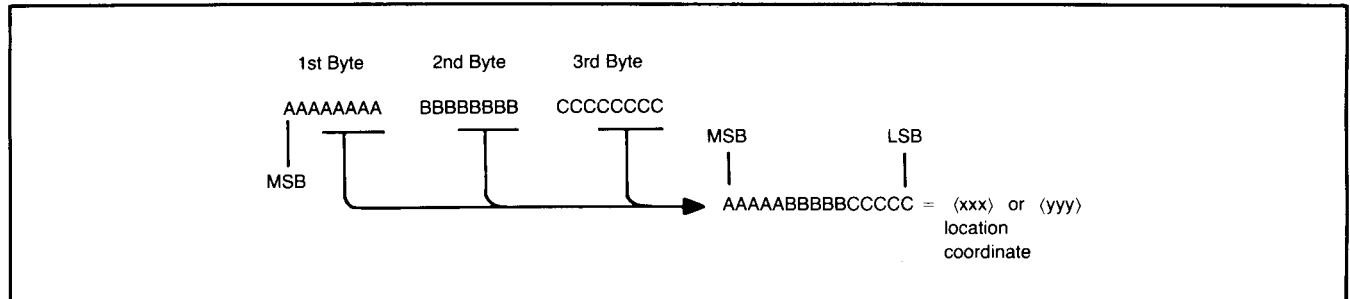 1st Byte 2nd Byte 3rd Byte
AAAAAAAA BBBBBBBB CCCCCCCC
MSB
MSB LSB
AAAAABBBBBCCCCC = ⟨xxx⟩ or ⟨yyy⟩
location
coordinate